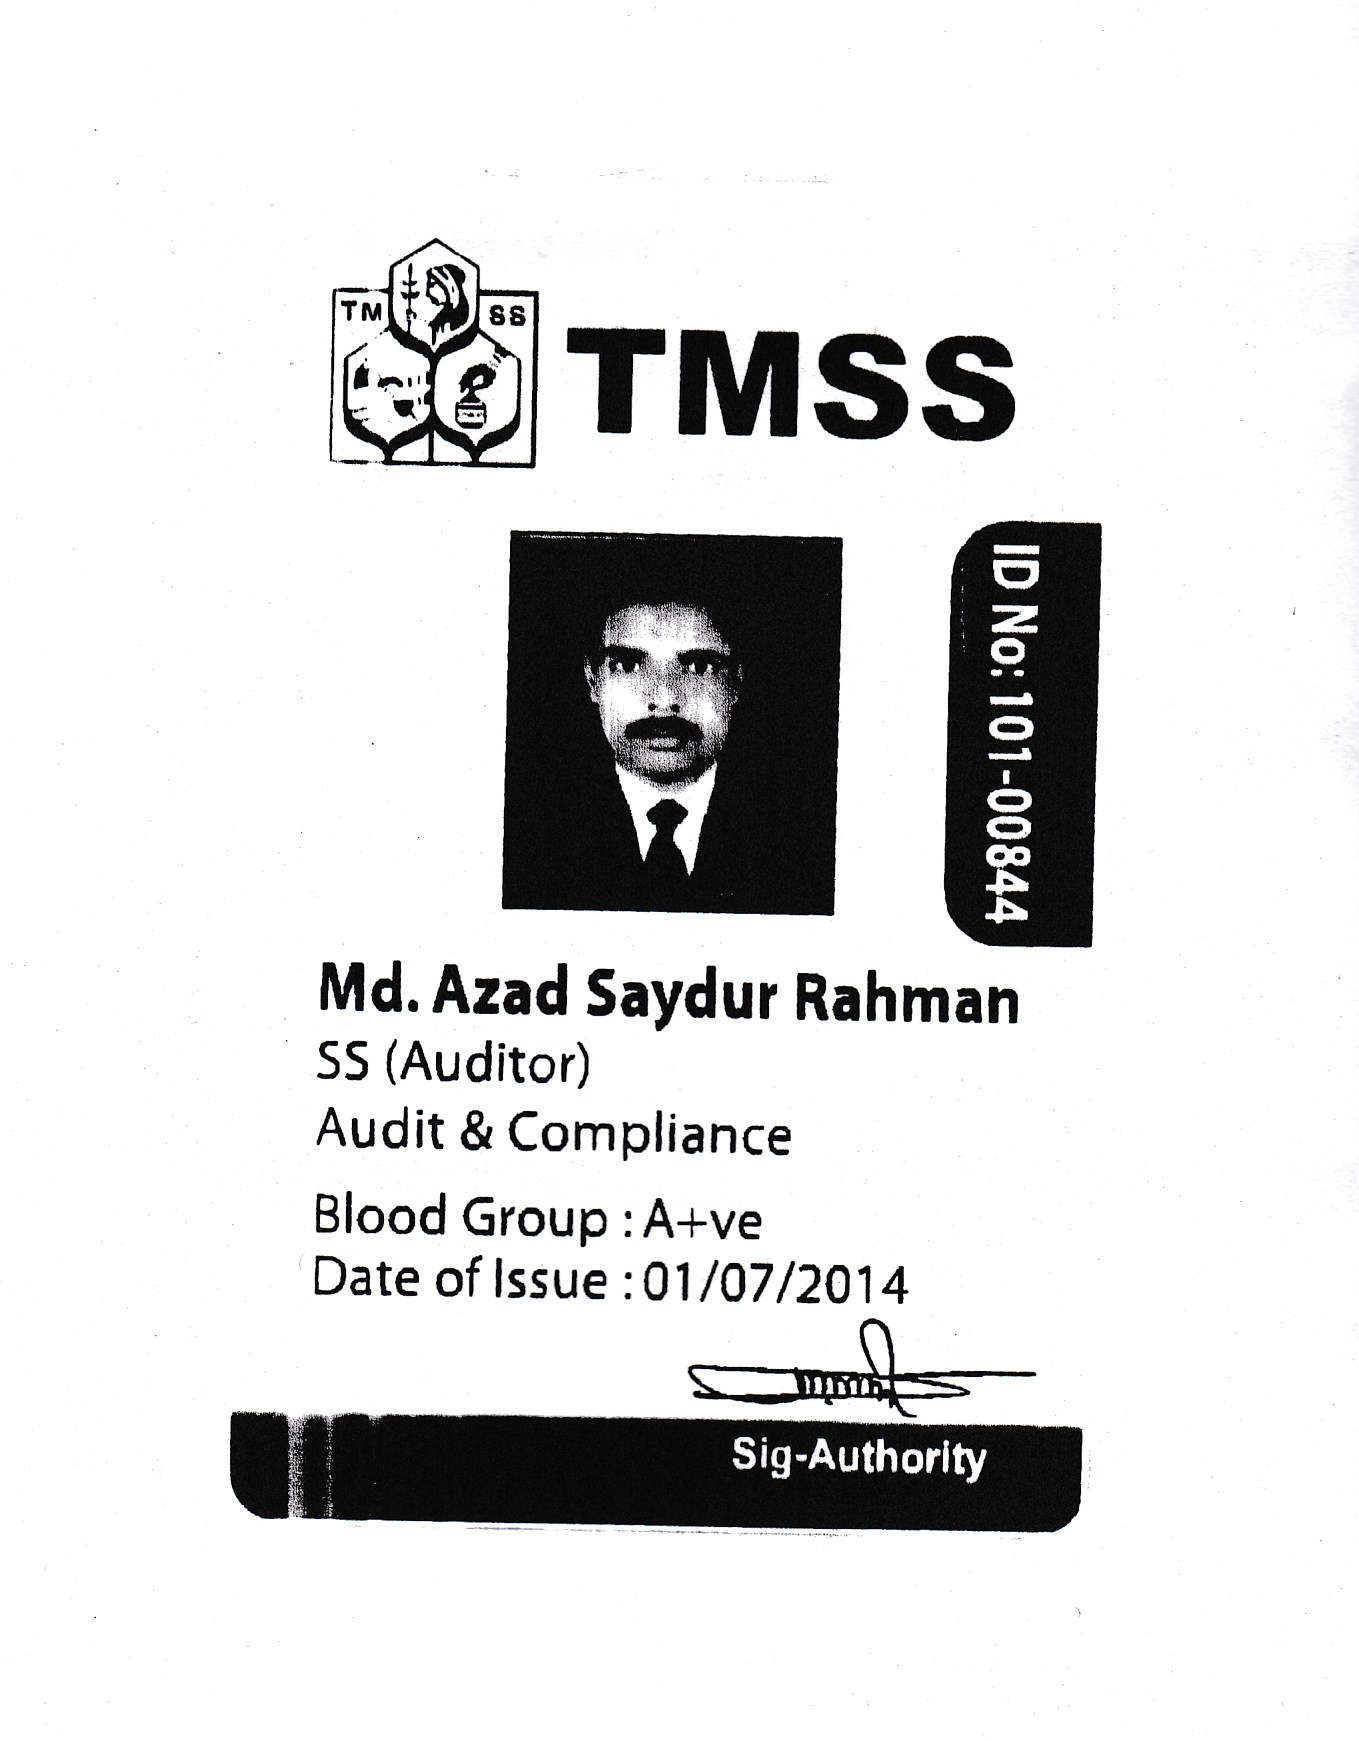 TM SS
TMSS
ID No: 101-00844
Md. Azad Saydur Rahman
SS (Auditor)
Audit & Compliance
Blood Group : A+ve
Date of Issue : 01/07/2014
Sig-Authority